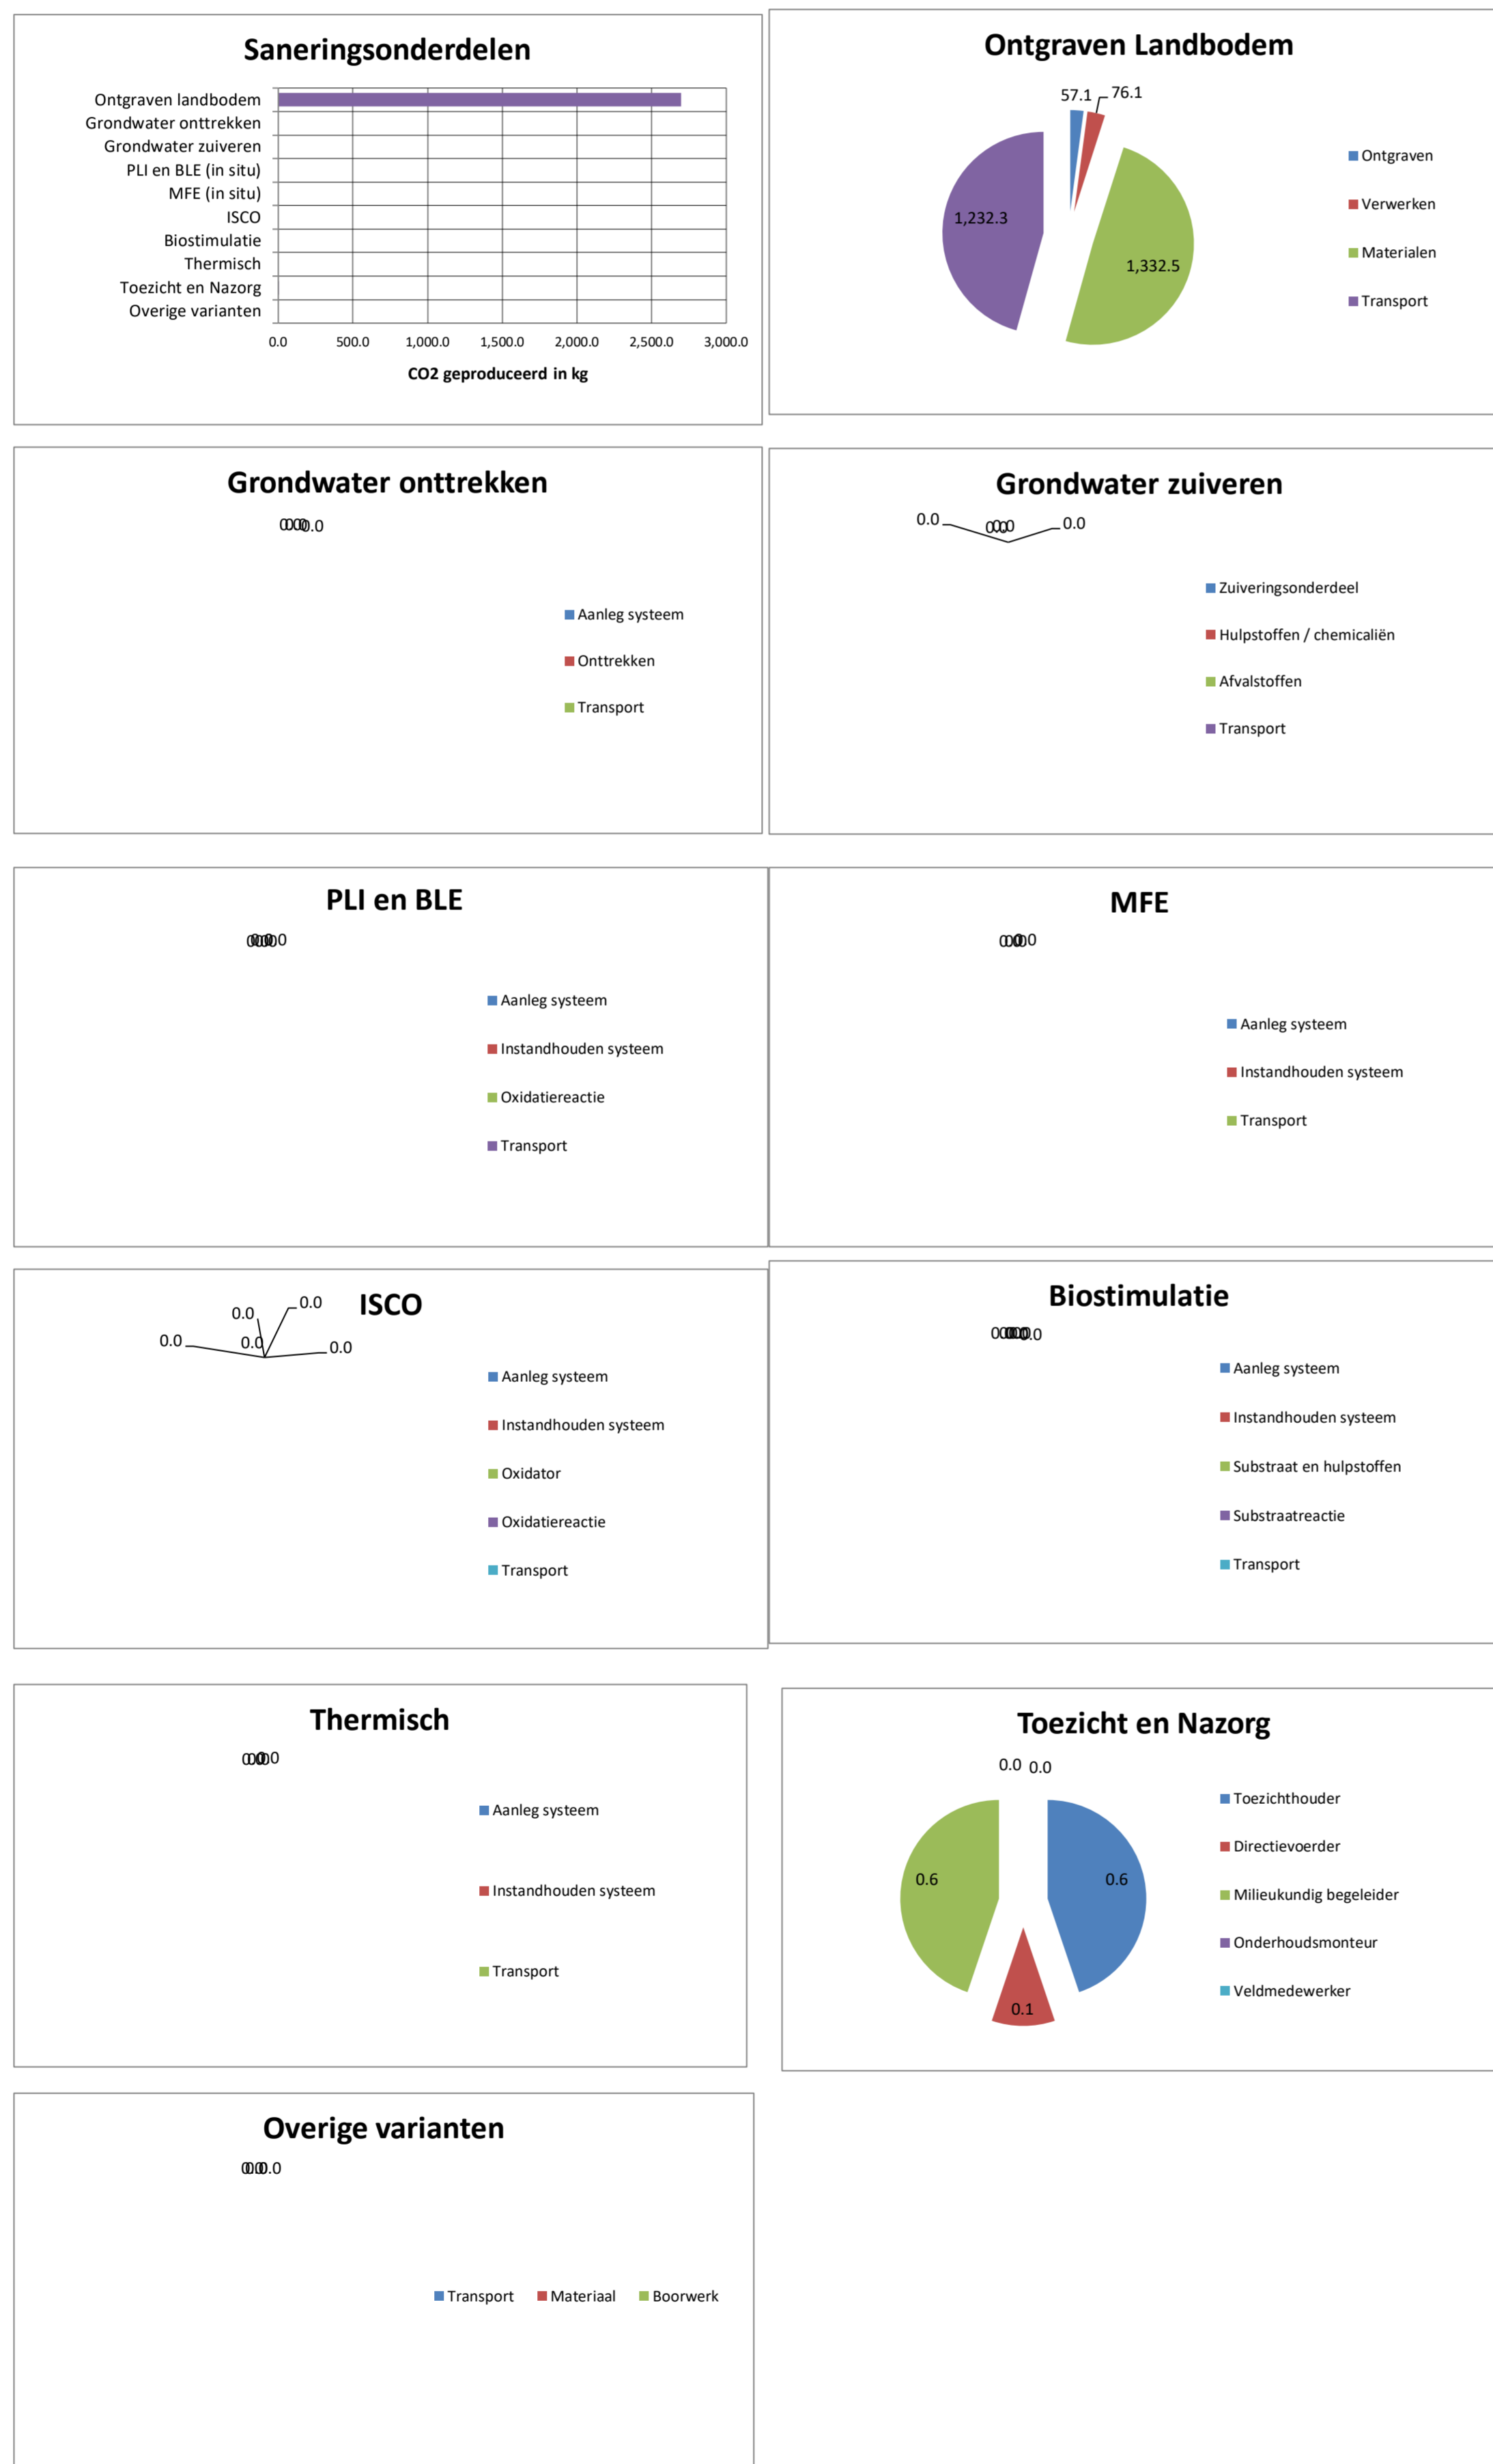 Saneringsonderdelen
Ontgraven landbodem
Grondwater onttrekken
Grondwater zuiveren
PLI en BLE (in situ)
MFE (in situ)
ISCO
Biostimulatie
Thermisch
Toezicht en Nazorg
Overige varianten
0.0 500.0 1,000.0 1,500.0 2,000.0 2,500.0 3,000.0
CO2 geproduceerd in kg
Ontgraven Landbodem
57.1 76.1
1,232.3
1,332.5
Ontgraven
Verwerken
Materialen
Transport
Grondwater onttrekken
0.0
Aanleg systeem
Onttrekken
Transport
Grondwater zuiveren
0.0 0.0 0.0
Zuiveringsonderdeel
Hulpstoffen / chemicaliën
Afvalstoffen
Transport
PLI en BLE
Aanleg systeem
Instandhouden systeem
Oxidatiereactie
Transport
MFE
Aanleg systeem
Instandhouden systeem
Transport
ISCO
0.0
0.0
0.0
0.0
0.0
Aanleg systeem
Instandhouden systeem
Oxidator
Oxidatiereactie
Transport
Biostimulatie
0.0
Aanleg systeem
Instandhouden systeem
Substraat en hulpstoffen
Substraatreactie
Transport
Thermisch
Aanleg systeem
Instandhouden systeem
Transport
Toezicht en Nazorg
0.0 0.0
0.6
0.6
0.1
Toezichthouder
Directievoerder
Milieukundig begeleider
Onderhoudsmonteur
Veldmedewerker
Overige varianten
Transport Materiaal Boorwerk